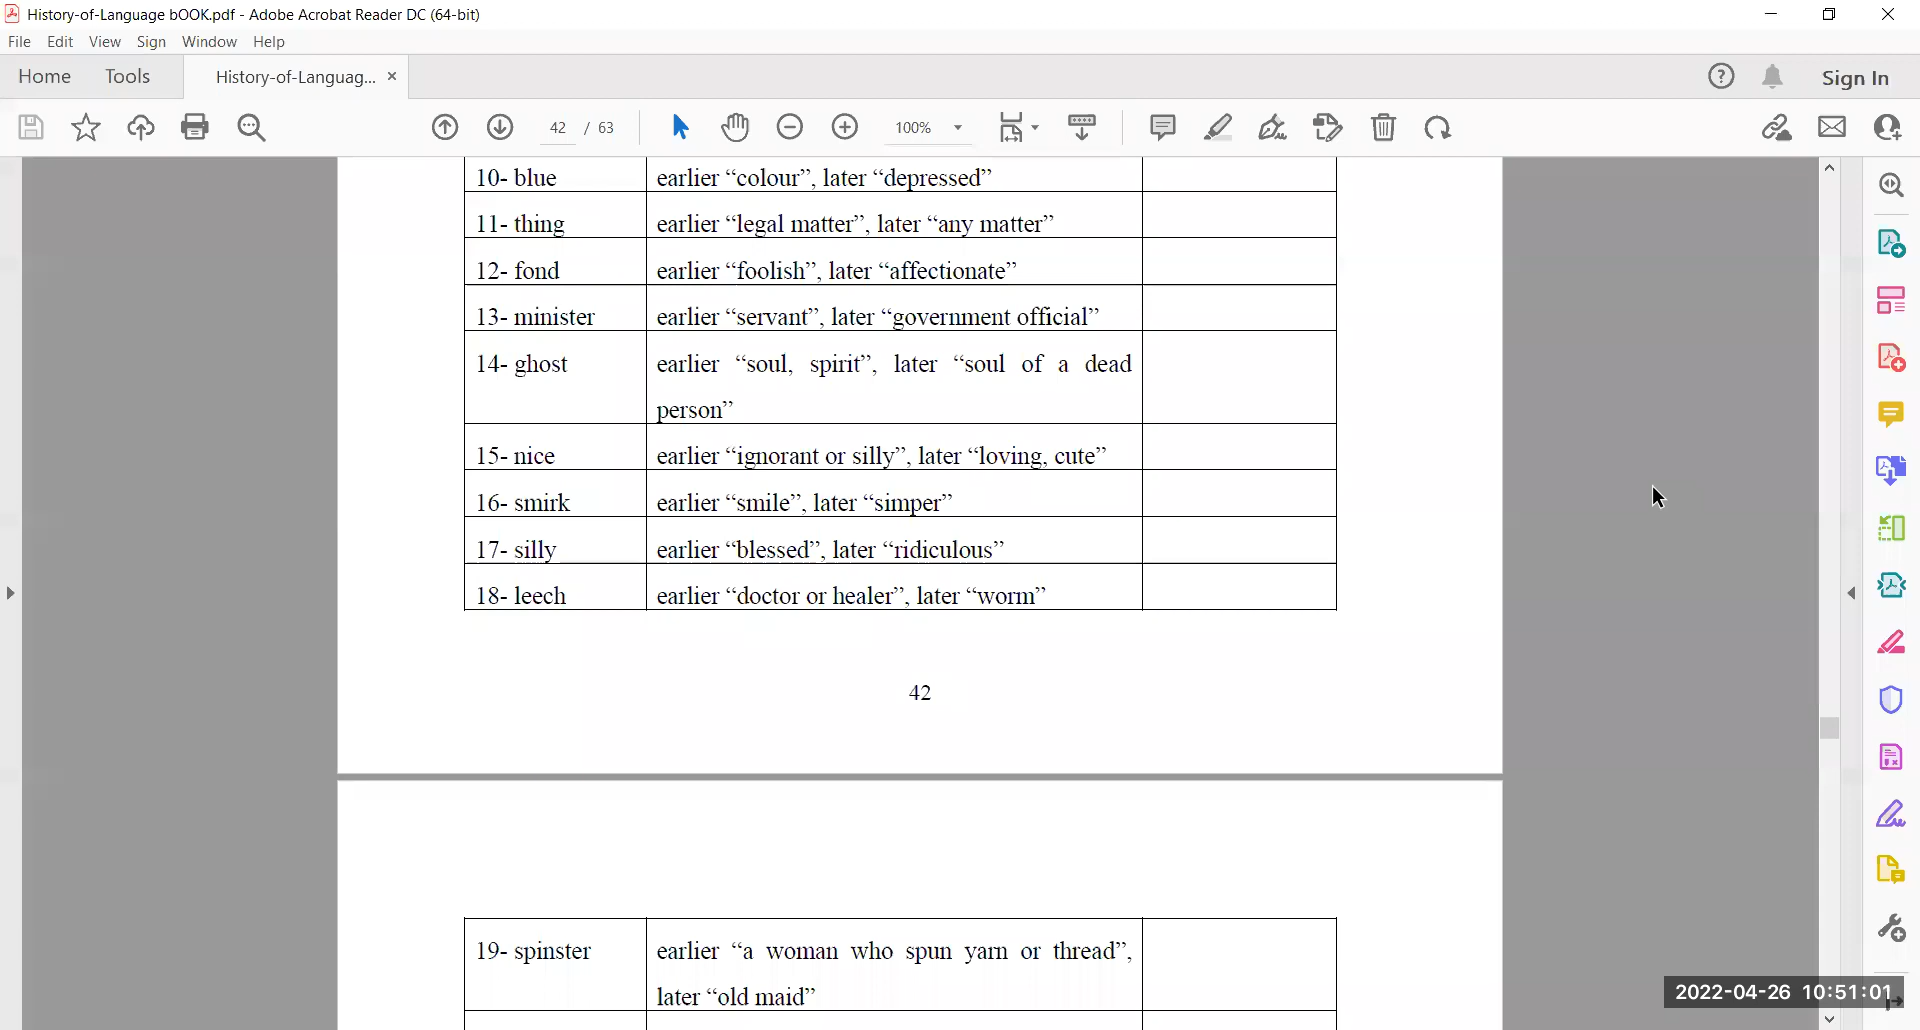 History-of-Language bOOK.pdf - Adobe Acrobat Reader DC (64-bit)
File Edit View Sign Window Help
Home Tools History-of-Languag... × Sign In
42 / 63 100%
10- blue earlier “colour”, later “depressed”
11- thing earlier “legal matter”, later “any matter”
12- fond earlier “foolish”, later “affectionate”
13- minister earlier “servant”, later “government official”
14- ghost earlier “soul, spirit”, later “soul of a dead
person”
15- nice earlier “ignorant or silly”, later “loving, cute”
16- smirk earlier “smile”, later “simper”
17- silly earlier “blessed”, later “ridiculous”
18- leech earlier “doctor or healer”, later “worm”
42
19- spinster earlier “a woman who spun yarn or thread”,
later “old maid”
2022-04-26 10:51:01